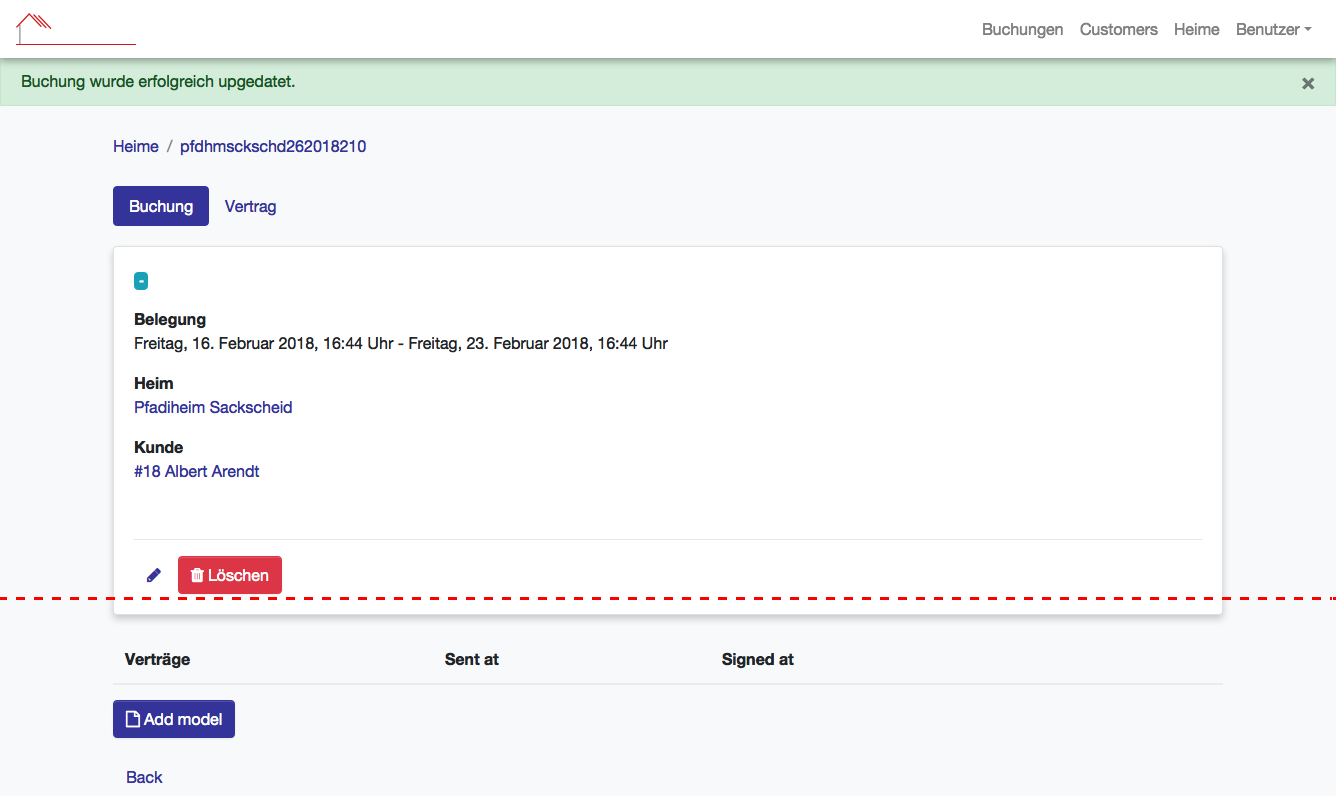 Buchungen Customers Heime Benutzer
Buchung wurde erfolgreich upgedatet. ×
Heime / pfdhmsckschd262018210
Buchung Vertrag
-
Belegung
Freitag, 16. Februar 2018, 16:44 Uhr - Freitag, 23. Februar 2018, 16:44 Uhr
Heim
Pfadiheim Sackscheid
Kunde
#18 Albert Arendt
Löschen
Verträge Sent at Signed at
Add model
Back